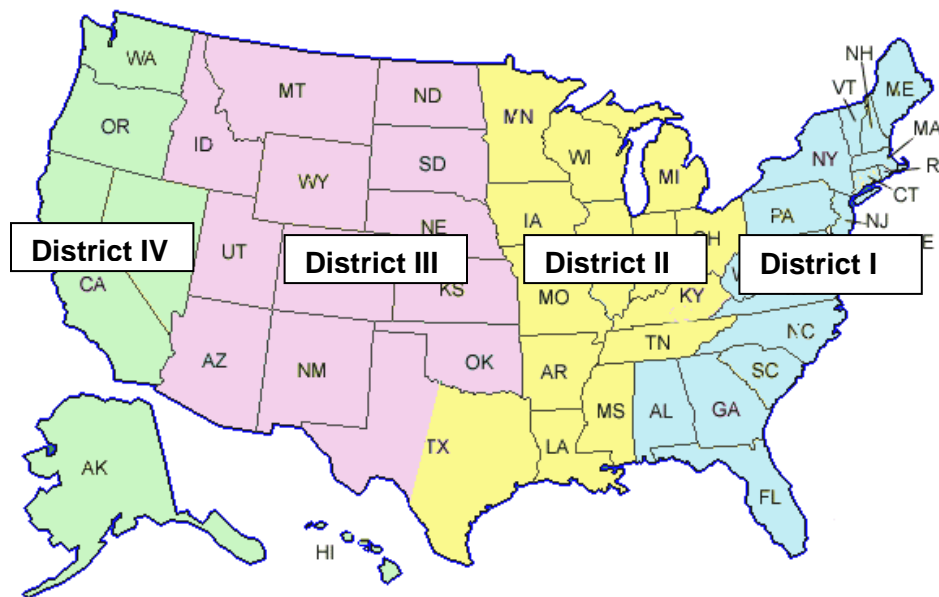 WA
MT
ND
MN
OR
ID
WY
SD
WI
MI
NH
VT
ME
NY
MA
R
CT
IA
NE
PA
NJ
E
District IV
UT
District III
District II
OH
District I
CA
KS
MO
KY
W
NC
AZ
NM
OK
AR
TN
SC
TX
LA
MS
AL
GA
FL
AK
HI